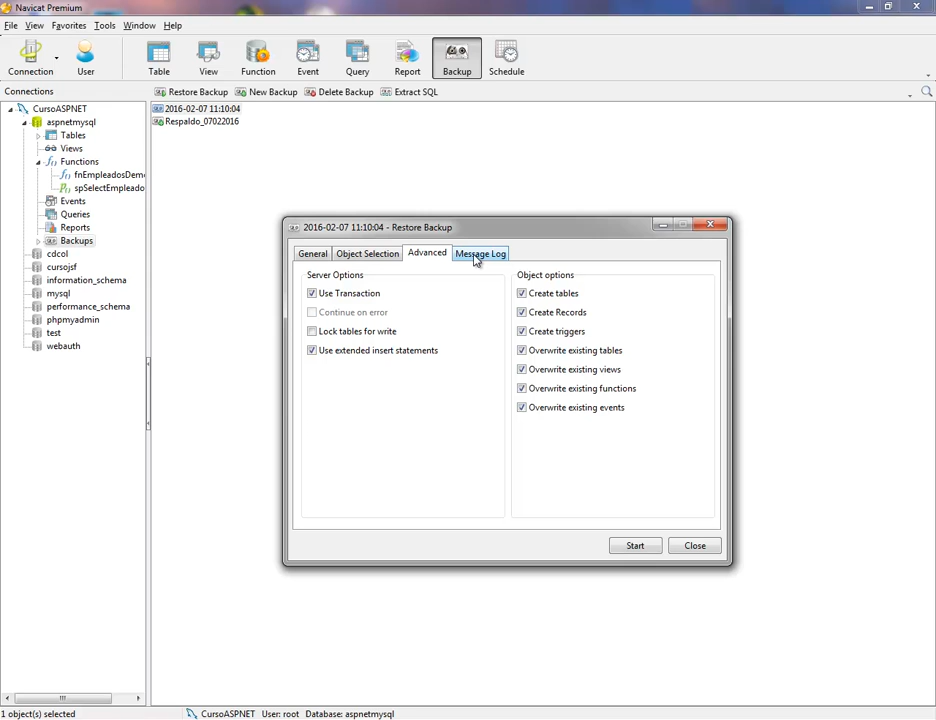 Navicat Premium
File View Favorites Tools Window Help
Connection User Table View Function Event Query Report Backup Schedule
Connections Restore Backup New Backup Delete Backup Extract SQL
CursoASPNET
aspnetmysql
Tables
Views
Functions
fnEmpleadosDem
spSelectEmpleado
Events
Queries
Reports
Backups
cdcol
cursojsf
information_schema
mysql
performance_schema
phpmyadmin
test
webauth
2016-02-07 11:10:04
Respaldo_07022016
2016-02-07 11:10:04 - Restore Backup
General Object Selection Advanced Message Log
Server Options
Use Transaction
Continue on error
Lock tables for write
Use extended insert statements
Object options
Create tables
Create Records
Create triggers
Overwrite existing tables
Overwrite existing views
Overwrite existing functions
Overwrite existing events
Start Close
1 object(s) selected CursoASPNET User: root Database: aspnetmysql